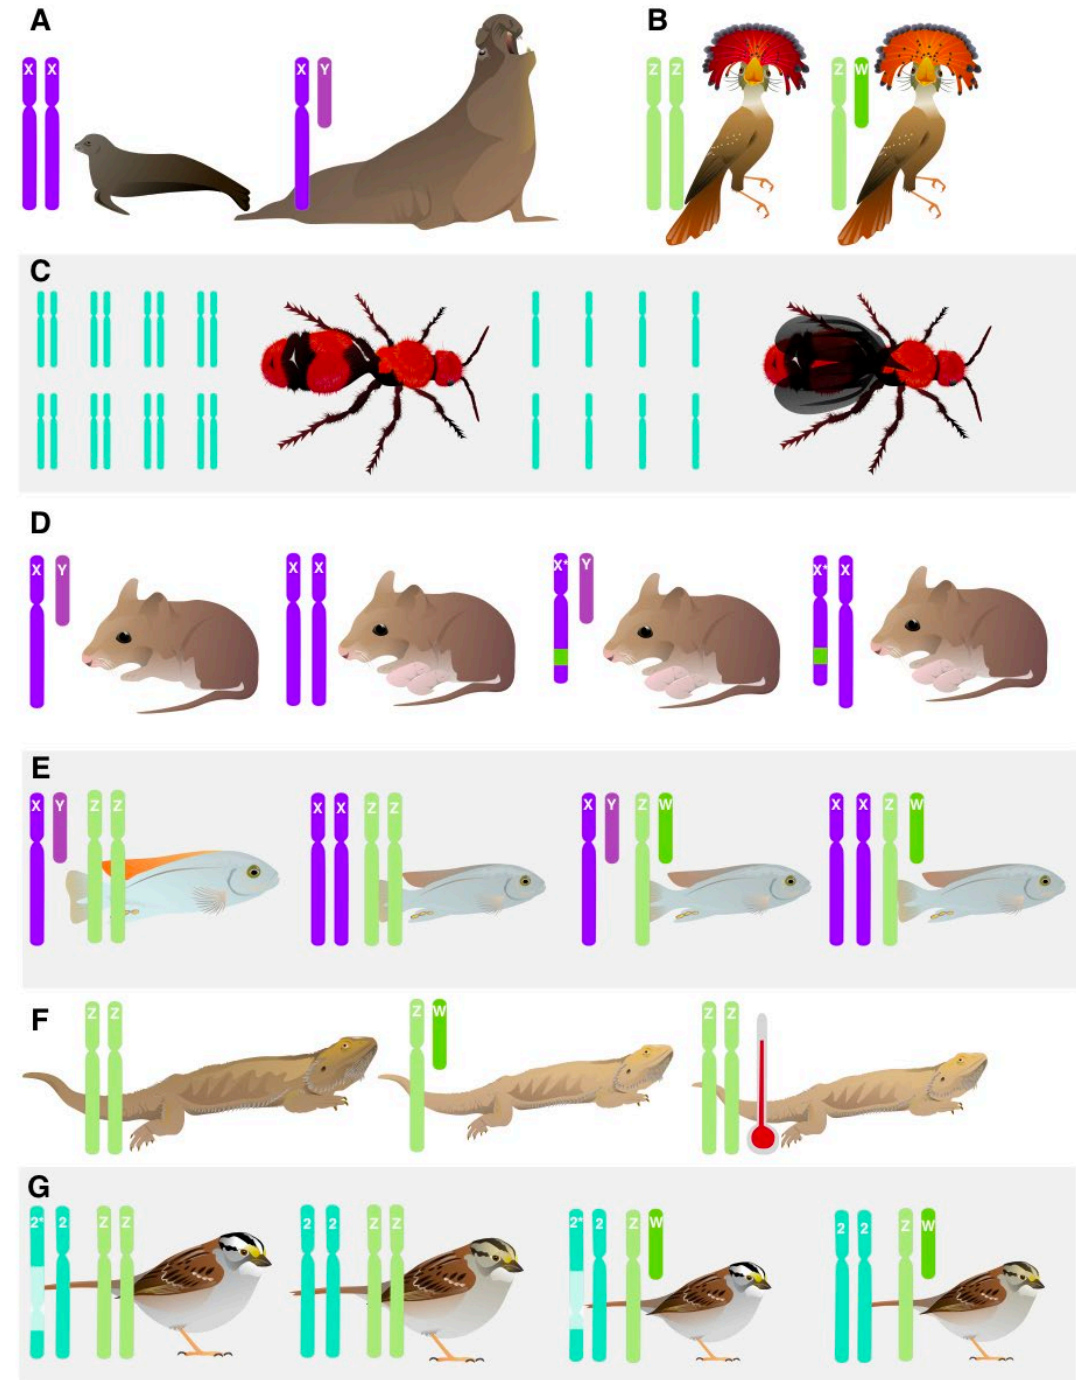 A
B
X X
X Y
Z Z
Z W
C
D
X Y
X X
X* Y
X* X
E
X Y Z Z
X X Z Z
X Y Z W
X X Z W
F
Z Z
Z W
Z Z
G
2* 2 Z Z
2 2 Z Z
2* 2 Z W
2 2 Z W